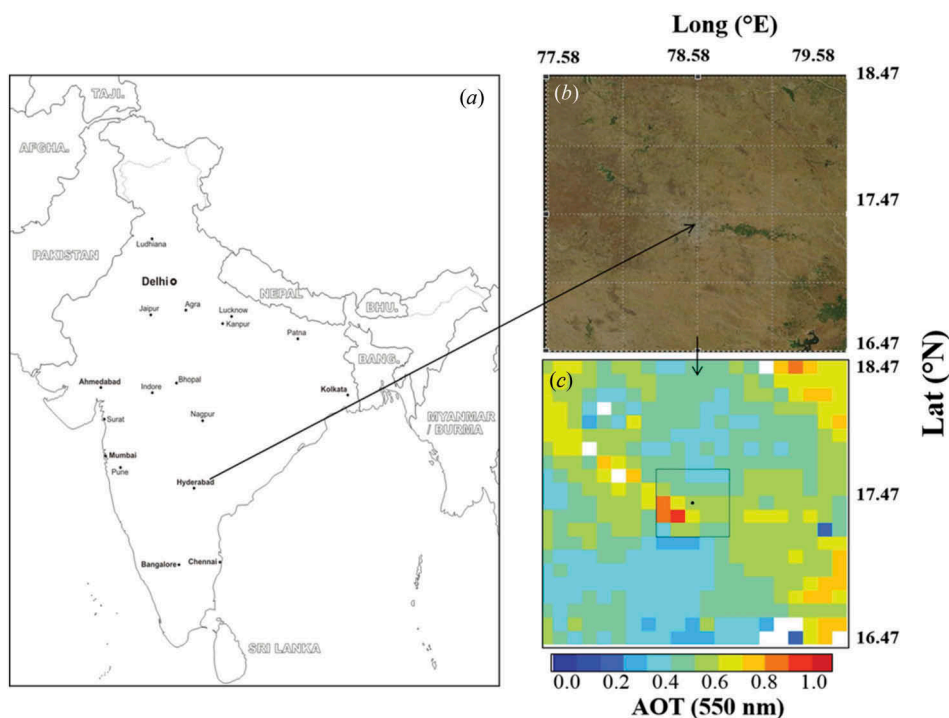 Long (°E)
77.58 78.58 79.58
(a)
TAJI.
AFGHA.
PAKISTAN
Ludhiana
Delhi
NEPAL
BHU.
Jaipur
Agra
Lucknow
Kanpur
Patna
BANG.
Ahmedabad
Indore
Bhopal
Kolkata
Surat
Nagpur
MYANMAR
/ BURMA
Mumbai
Pune
Hyderabad
Bangalore
Chennai
SRI LANKA
(b)
18.47
17.47
16.47
(c)
18.47
17.47
16.47
Lat (°N)
0.0 0.2 0.4 0.6 0.8 1.0
AOT (550 nm)